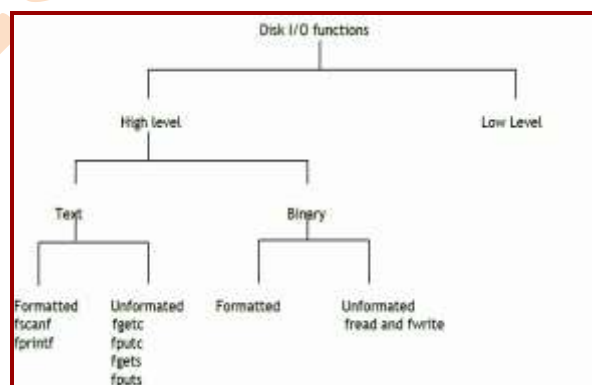 Disk I/O functions
High level
Low Level
Text
Binary
Formatted
fscanf
fprintf
Unformated
fgetc
fputc
fgets
fputs
Formatted
Unformated
fread and fwrite